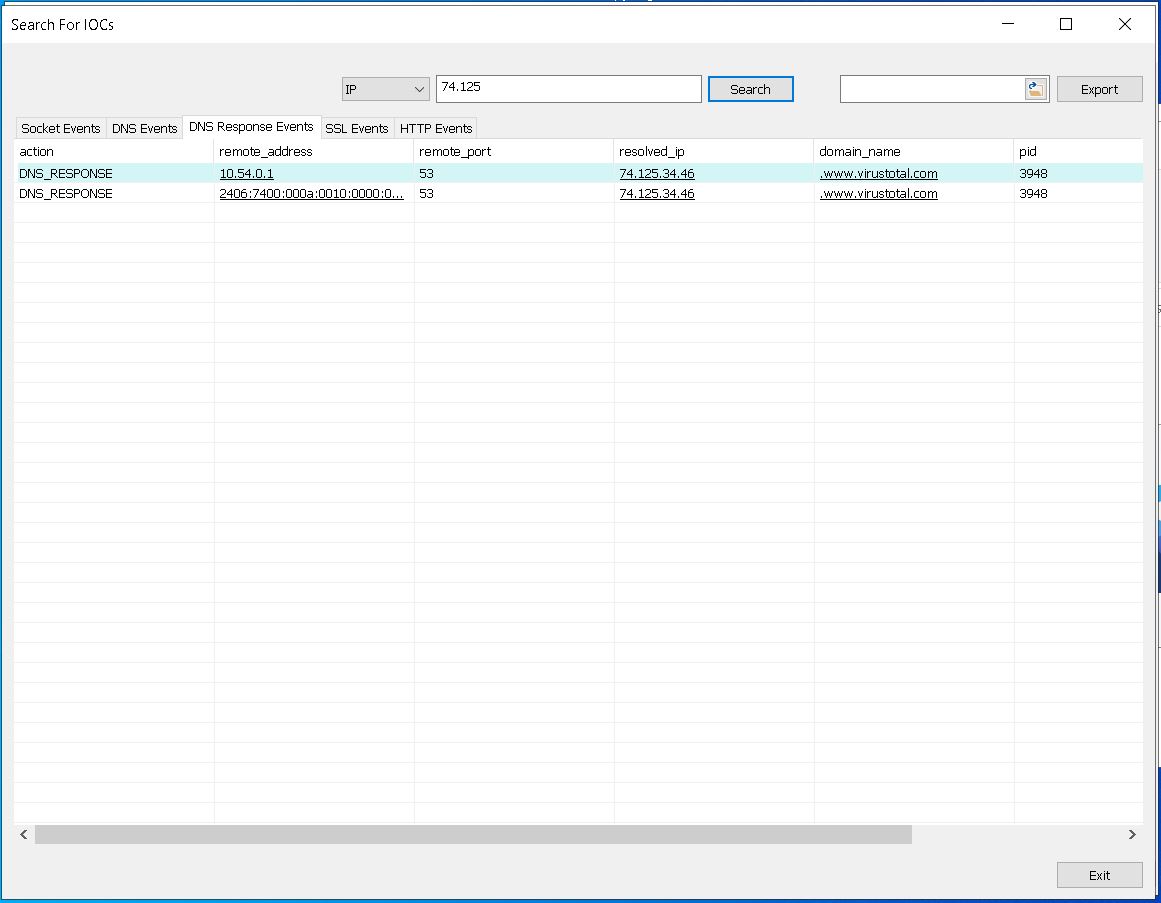 Search For IOCs
IP 74.125 Search Export
Socket Events DNS Events DNS Response Events SSL Events HTTP Events
action remote_address remote_port resolved_ip domain_name pid
DNS_RESPONSE 10.54.0.1 53 74.125.34.46 .www.virustotal.com 3948
DNS_RESPONSE 2406:7400:000a:0010:0000:0... 53 74.125.34.46 .www.virustotal.com 3948
Exit